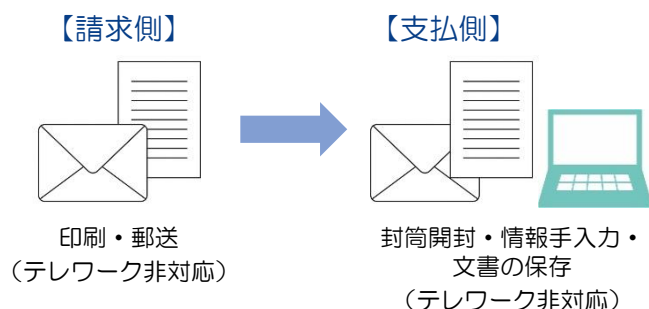 【請求側】
【支払側】
印刷・郵送
（テレワーク非対応）
封筒開封・情報手入力・
文書の保存
（テレワーク非対応）